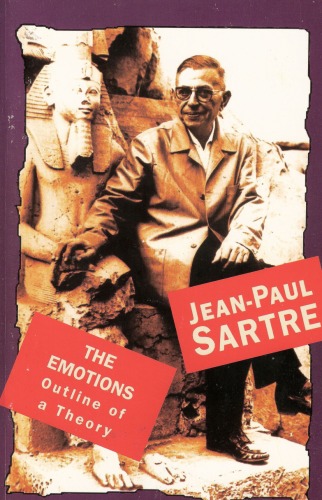 JEAN-PAUL
SARTRE
THE
EMOTIONS
Outline of
a Theory